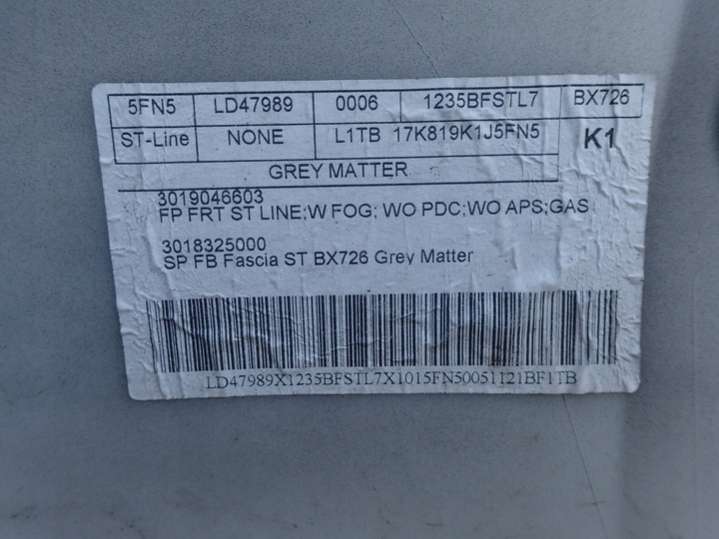 5FN5 LD47989 0006 1235BFSTL7 BX726
ST-Line NONE L1TB 17K819K1J5FN5 K1
GREY MATTER
3019046603
FP FRT ST LINE;W FOG; WO PDC;WO APS;GAS
3018325000
SP FB Fascia ST BX726 Grey Matter
LD47989X1235BFSTL7X1015FN50051121BF1TB